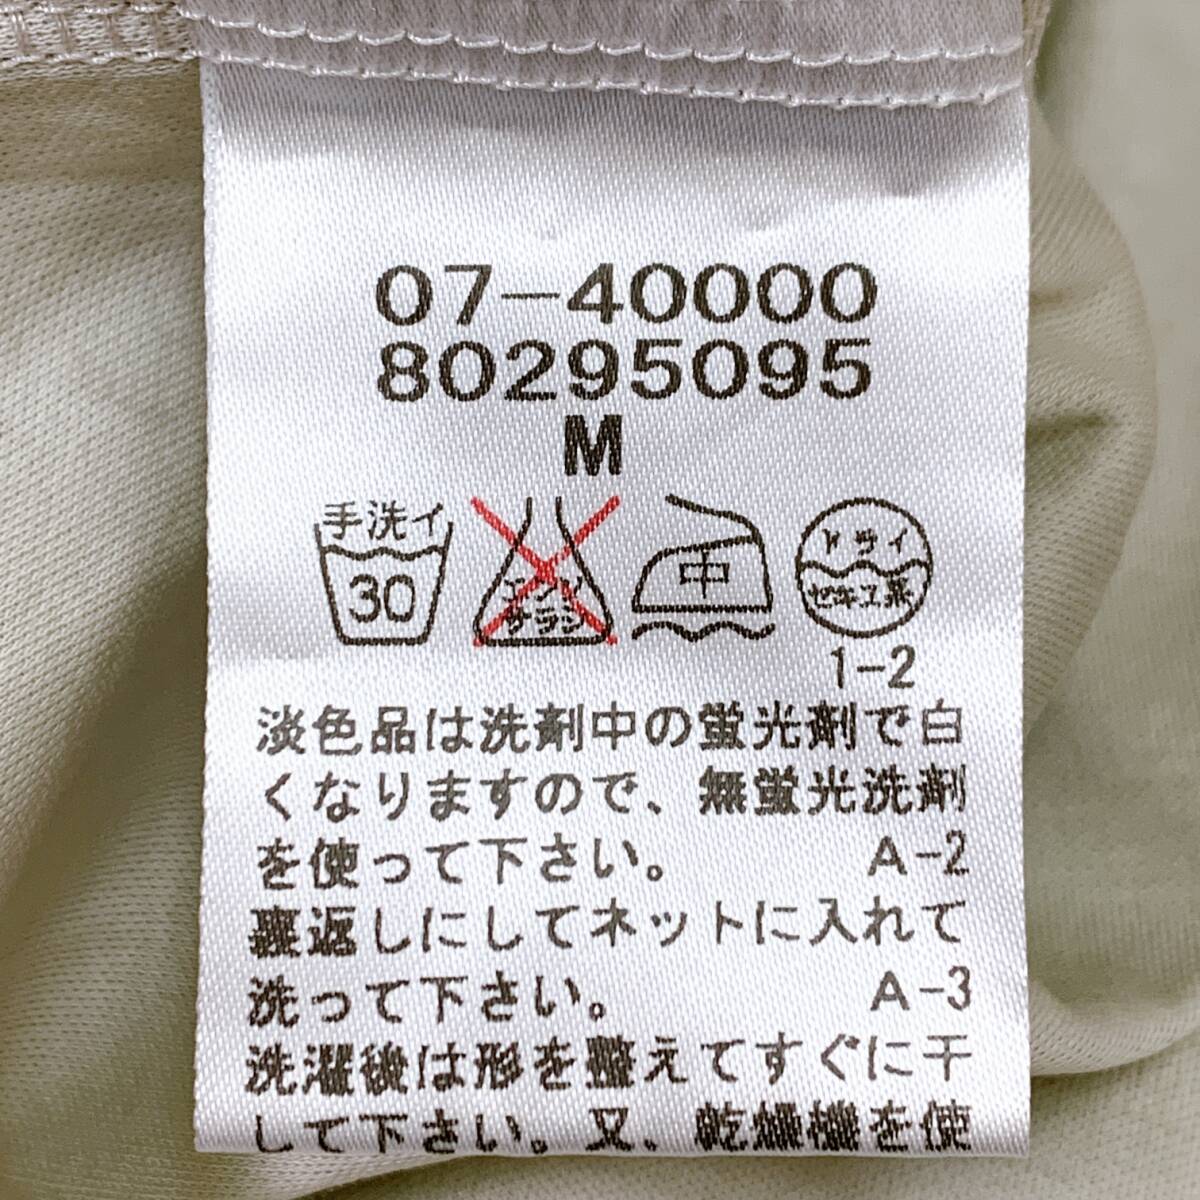 07-40000
80295095
M
手洗イ
30
エンソ
サラシ
中
ドライ
セキユ系
1-2
淡色品は洗剤中の蛍光剤で白
くなりますので、無蛍光洗剤
を使って下さい。 A-2
裏返しにしてネットに入れて
洗って下さい。 A-3
洗濯後は形を整えてすぐに干
して下さい。又、乾燥機を使